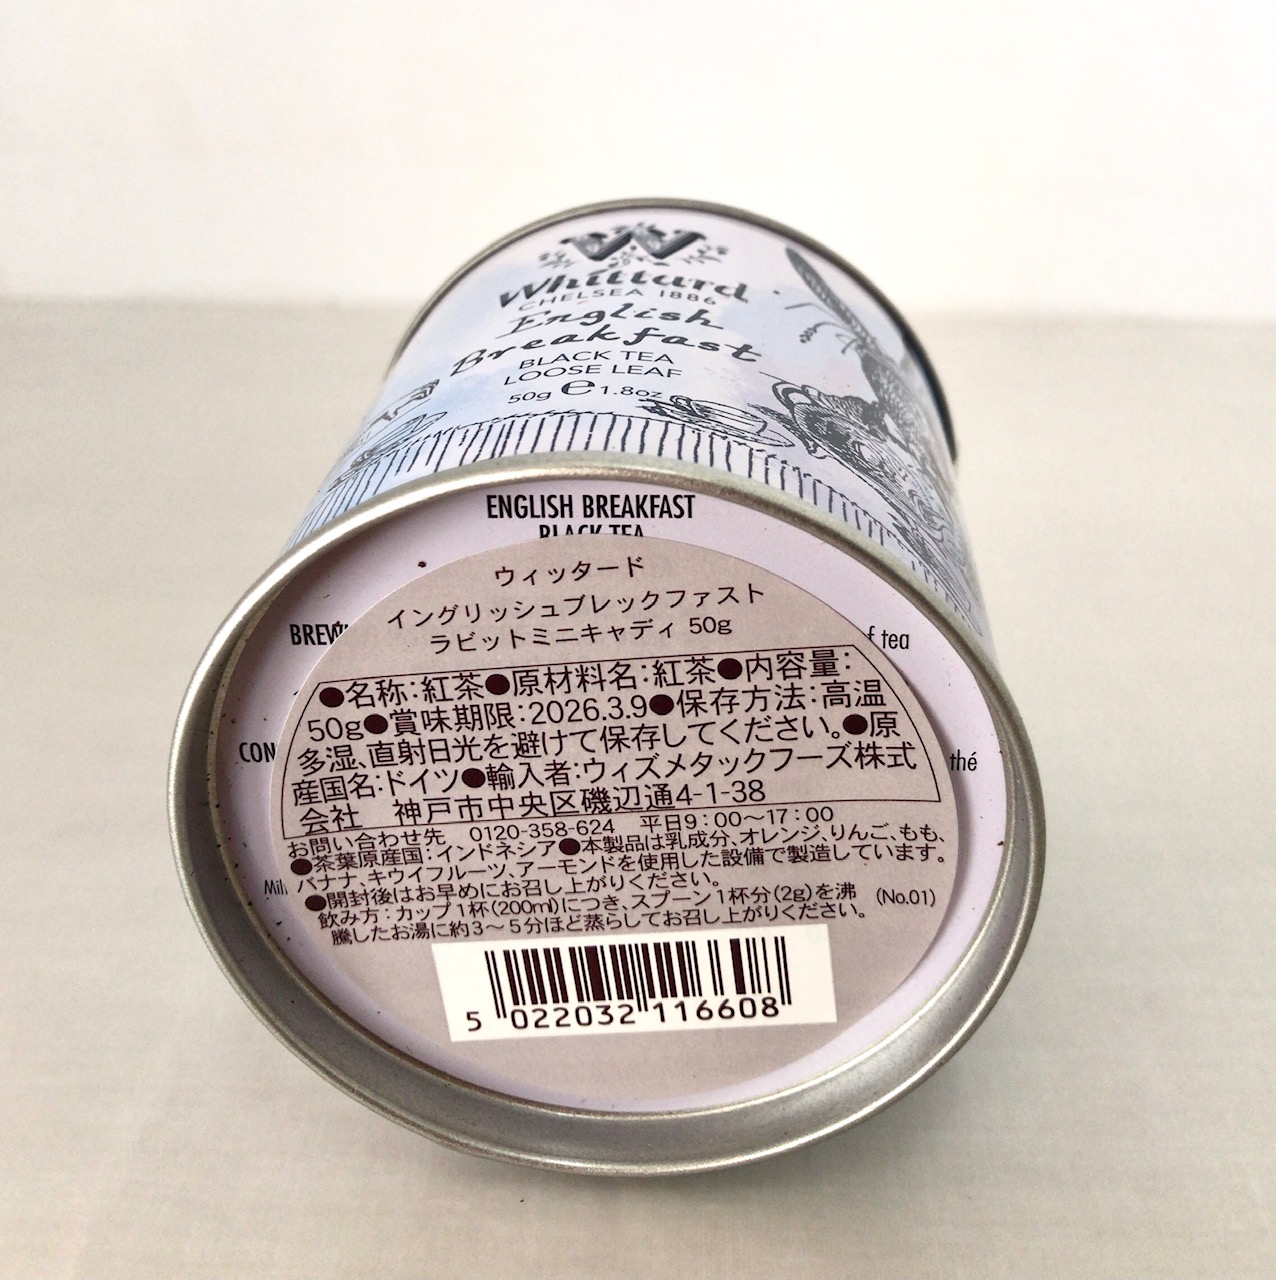 W
Whittard
CHELSEA 1886
English
Breakfast
BLACK TEA
LOOSE LEAF
50g ℮ 1.8oz
ENGLISH BREAKFAST
BLACK TEA
ウィッタード
イングリッシュブレックファスト
ラビットミニキャディ 50g
f tea
●名称:紅茶●原材料名:紅茶●内容量:
50g●賞味期限:2026.3.9●保存方法:高温
多湿、直射日光を避けて保存してください。●原
産国名:ドイツ●輸入者:ウィズメタックフーズ株式
会社 神戸市中央区磯辺通4-1-38
CON
thé
お問い合わせ先 0120-358-624 平日9:00～17:00
●茶葉原産国:インドネシア●本製品は乳成分、オレンジ、りんご、もも、
バナナ、キウイフルーツ、アーモンドを使用した設備で製造しています。
●開封後はお早めにお召し上がりください。
飲み方:カップ1杯(200ml)につき、スプーン1杯分(2g)を沸
騰したお湯に約3～5分ほど蒸らしてお召し上がりください。
(No.01)
5 022032 116608